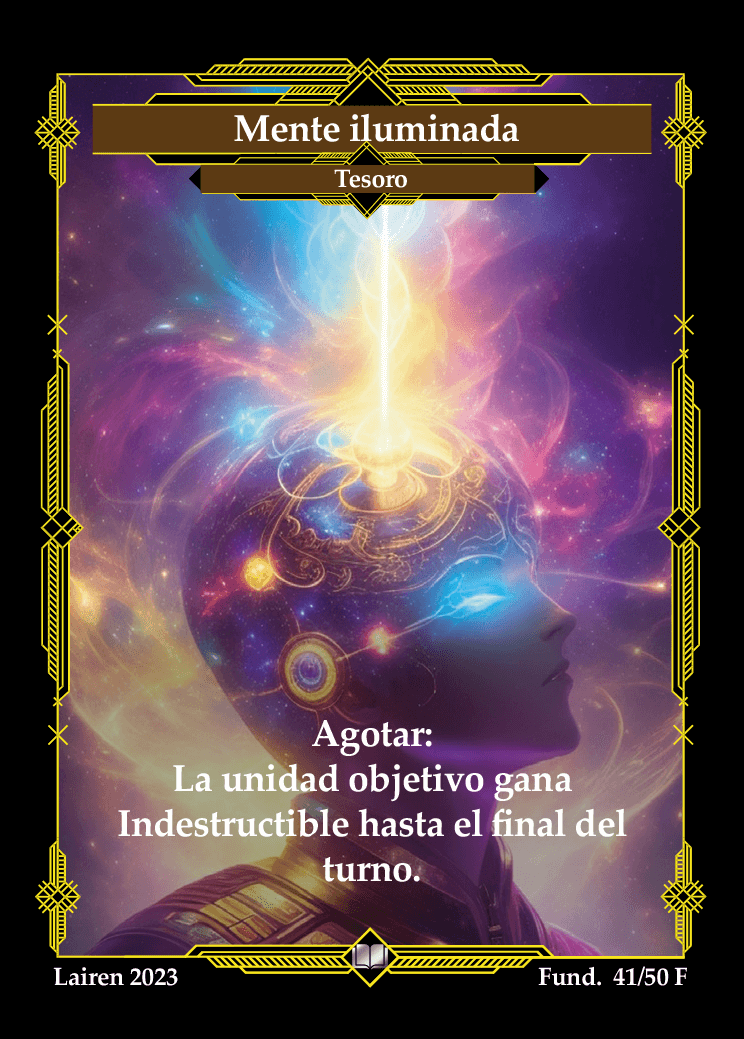 Mente iluminada
Tesoro
Agotar:
La unidad objetivo gana
Indestructible hasta el final del
turno.
Lairen 2023
Fund. 41/50 F